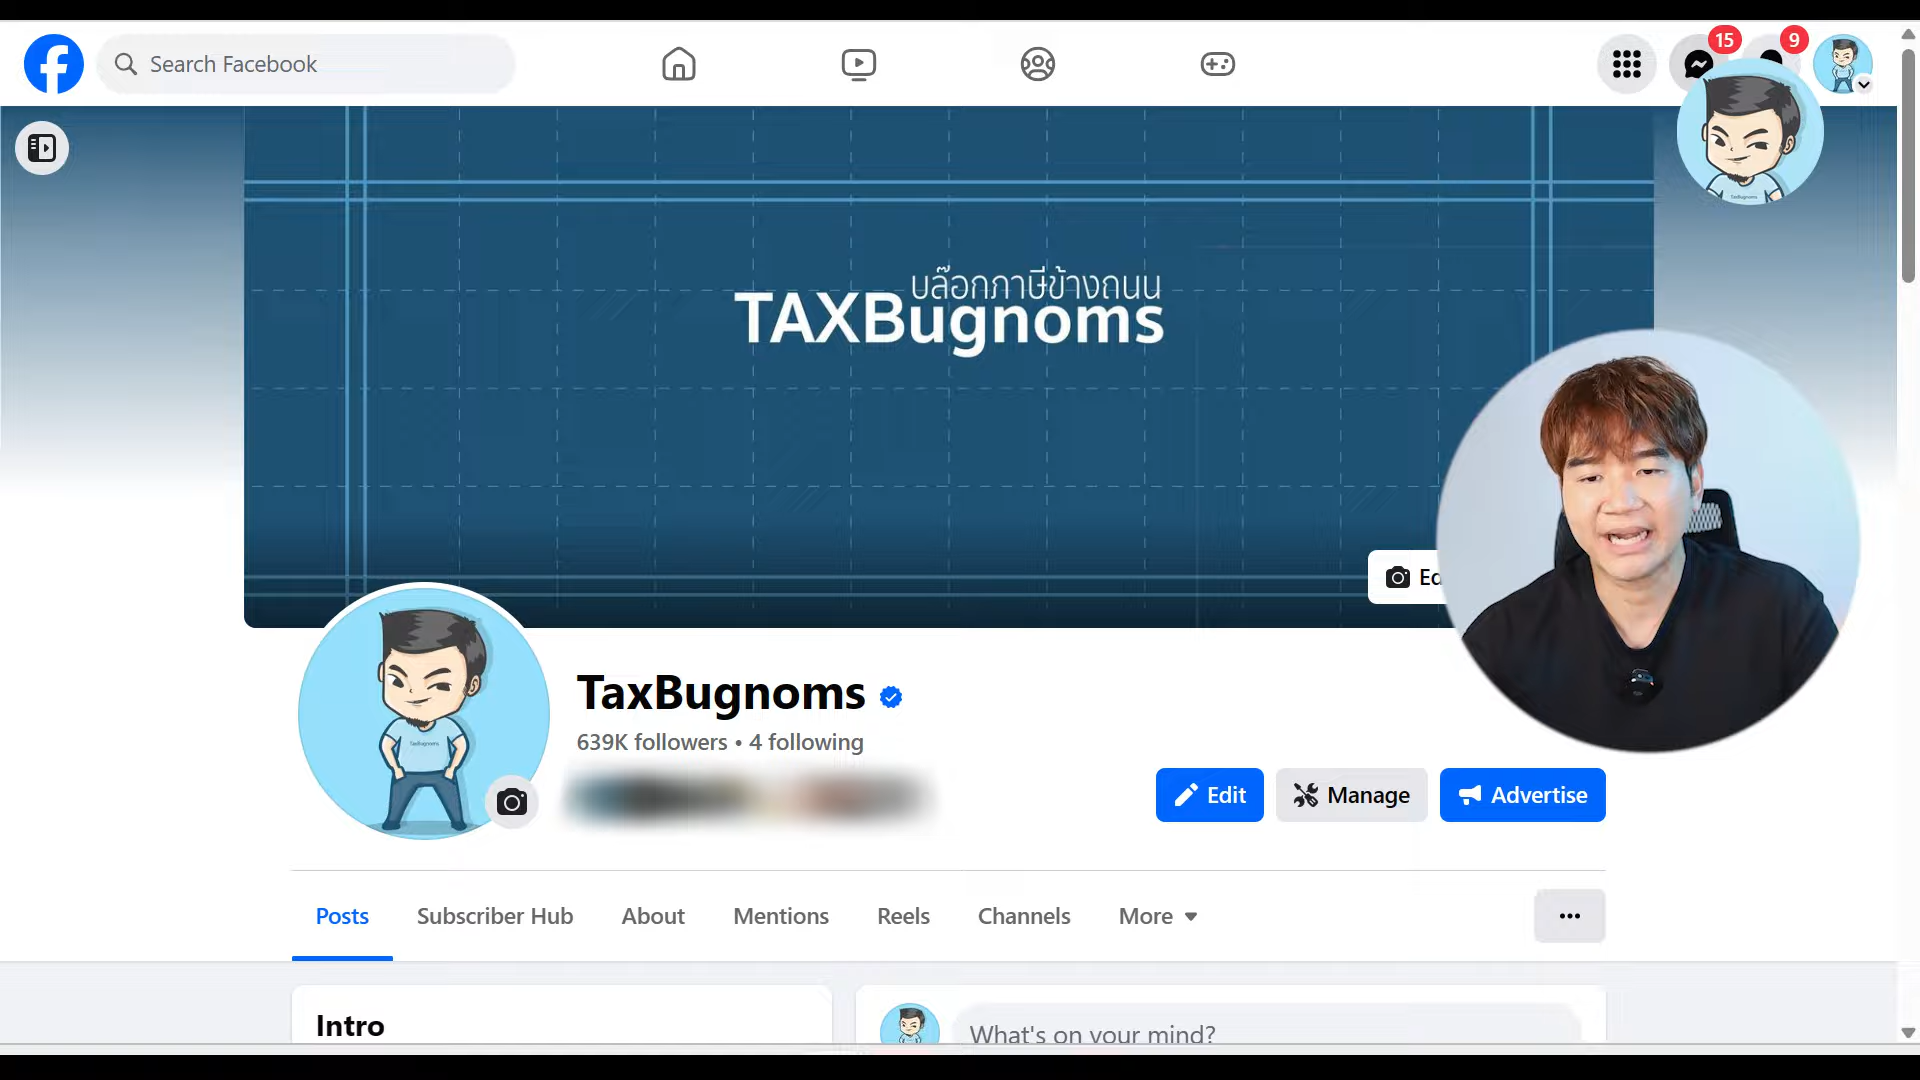 Search Facebook
15
9
บล๊อกภาษีข้างถนน
TAXBugnoms
TaxBugnoms
639K followers • 4 following
Edit
Manage
Advertise
Posts
Subscriber Hub
About
Mentions
Reels
Channels
More
Intro
What's on your mind?